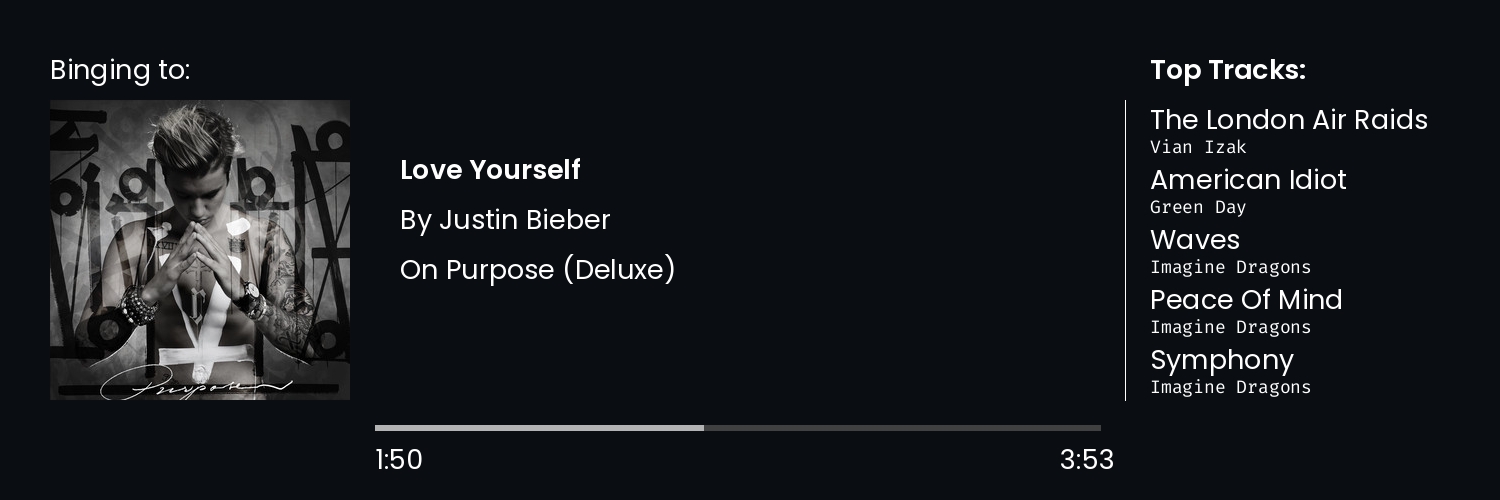 Binging to:
Purpose
Love Yourself
By Justin Bieber
On Purpose (Deluxe)
1:50
3:53
Top Tracks:
The London Air Raids
Vian Izak
American Idiot
Green Day
Waves
Imagine Dragons
Peace Of Mind
Imagine Dragons
Symphony
Imagine Dragons